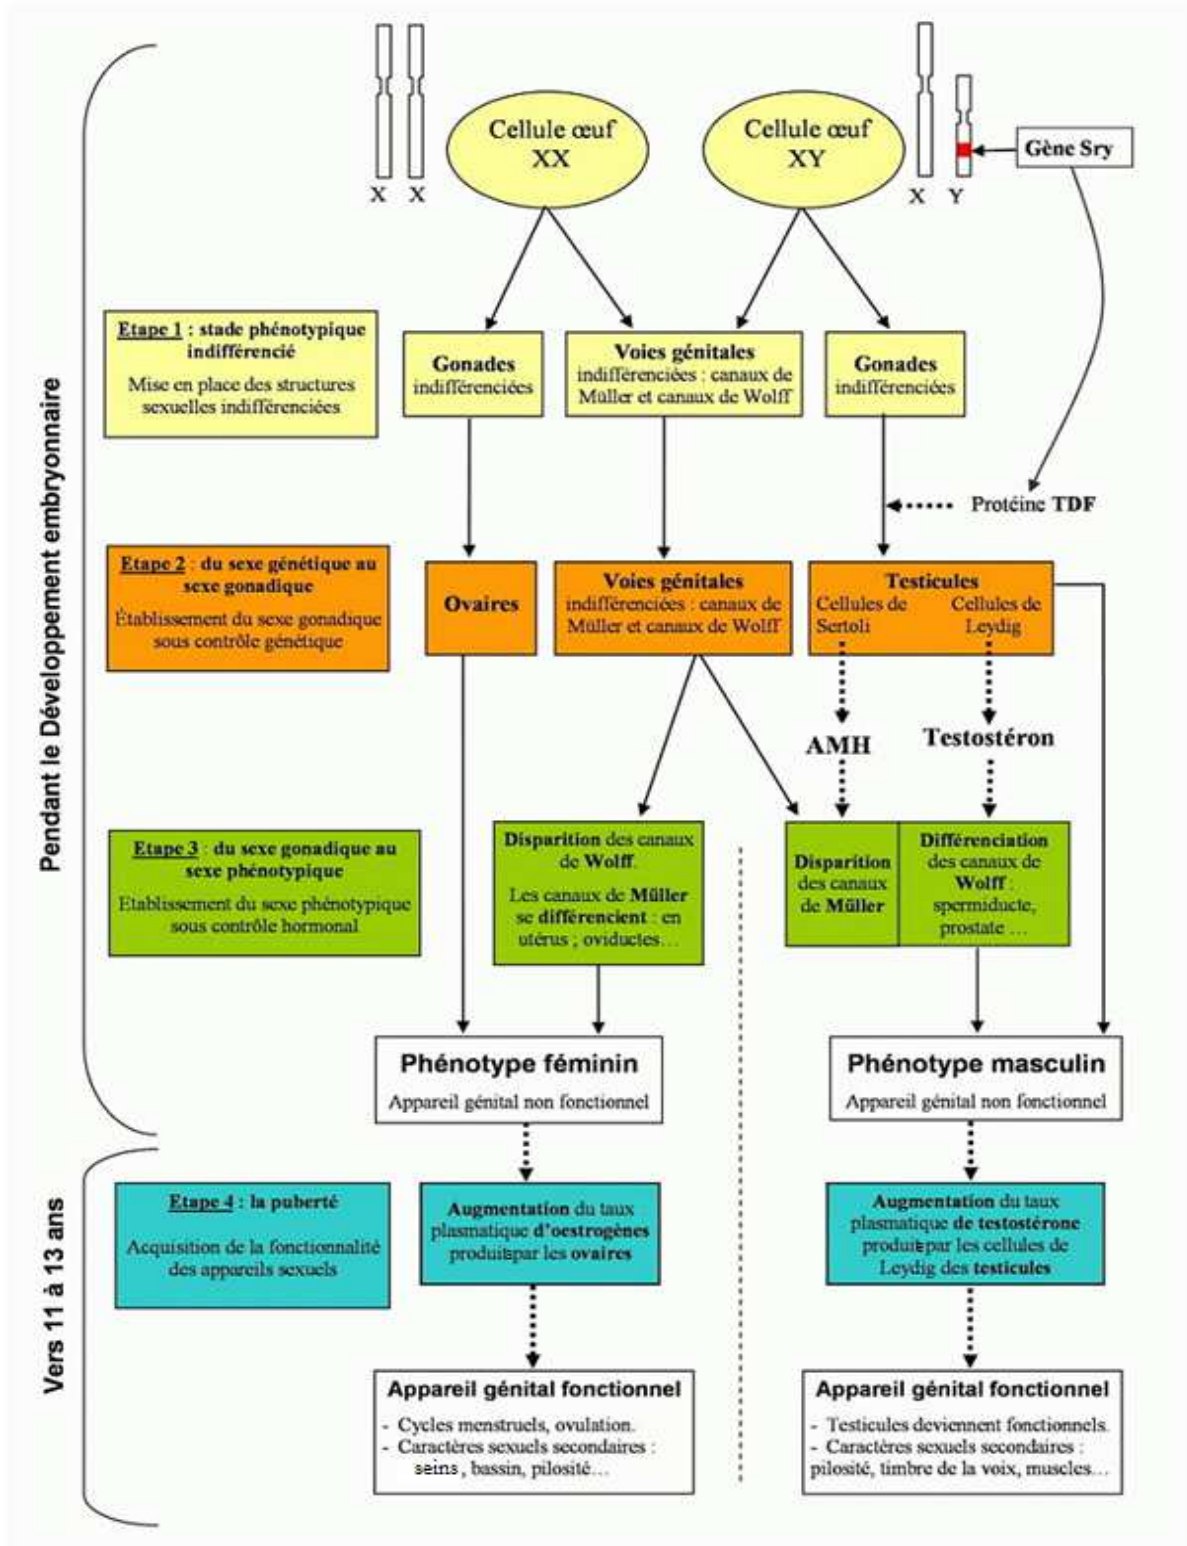 Cellule œuf
XX
Cellule œuf
XY
Gène Sry
X X
X Y
Pendant le Développement embryonnaire
Etape 1 : stade phénotypique
indifférencié
Mise en place des structures
sexuelles indifférenciées
Gonades
indifférenciées
Voies génitales
indifférenciées : canaux de
Müller et canaux de Wolff
Gonades
indifférenciées
Protéine TDF
Etape 2 : du sexe génétique au
sexe gonadique
Établissement du sexe gonadique
sous contrôle génétique
Ovaires
Voies génitales
indifférenciées : canaux de
Müller et canaux de Wolff
Testicules
Cellules de Sertoli
Cellules de Leydig
AMH
Testostéron
Etape 3 : du sexe gonadique au
sexe phénotypique
Etablissement du sexe phénotypique
sous contrôle hormonal
Disparition des canaux
de Wolff.
Les canaux de Müller
se différencient : en
utérus ; oviductes…
Disparition
des canaux
de Müller
Différenciation
des canaux de
Wolff :
spermiducte,
prostate …
Phénotype féminin
Appareil génital non fonctionnel
Phénotype masculin
Appareil génital non fonctionnel
Vers 11 à 13 ans
Etape 4 : la puberté
Acquisition de la fonctionnalité
des appareils sexuels
Augmentation du taux
plasmatique d'oestrogènes
produits par les ovaires
Augmentation du taux
plasmatique de testostérone
produite par les cellules de
Leydig des testicules
Appareil génital fonctionnel
- Cycles menstruels, ovulation.
- Caractères sexuels secondaires :
seins, bassin, pilosité…
Appareil génital fonctionnel
- Testicules deviennent fonctionnels.
- Caractères sexuels secondaires :
pilosité, timbre de la voix, muscles…